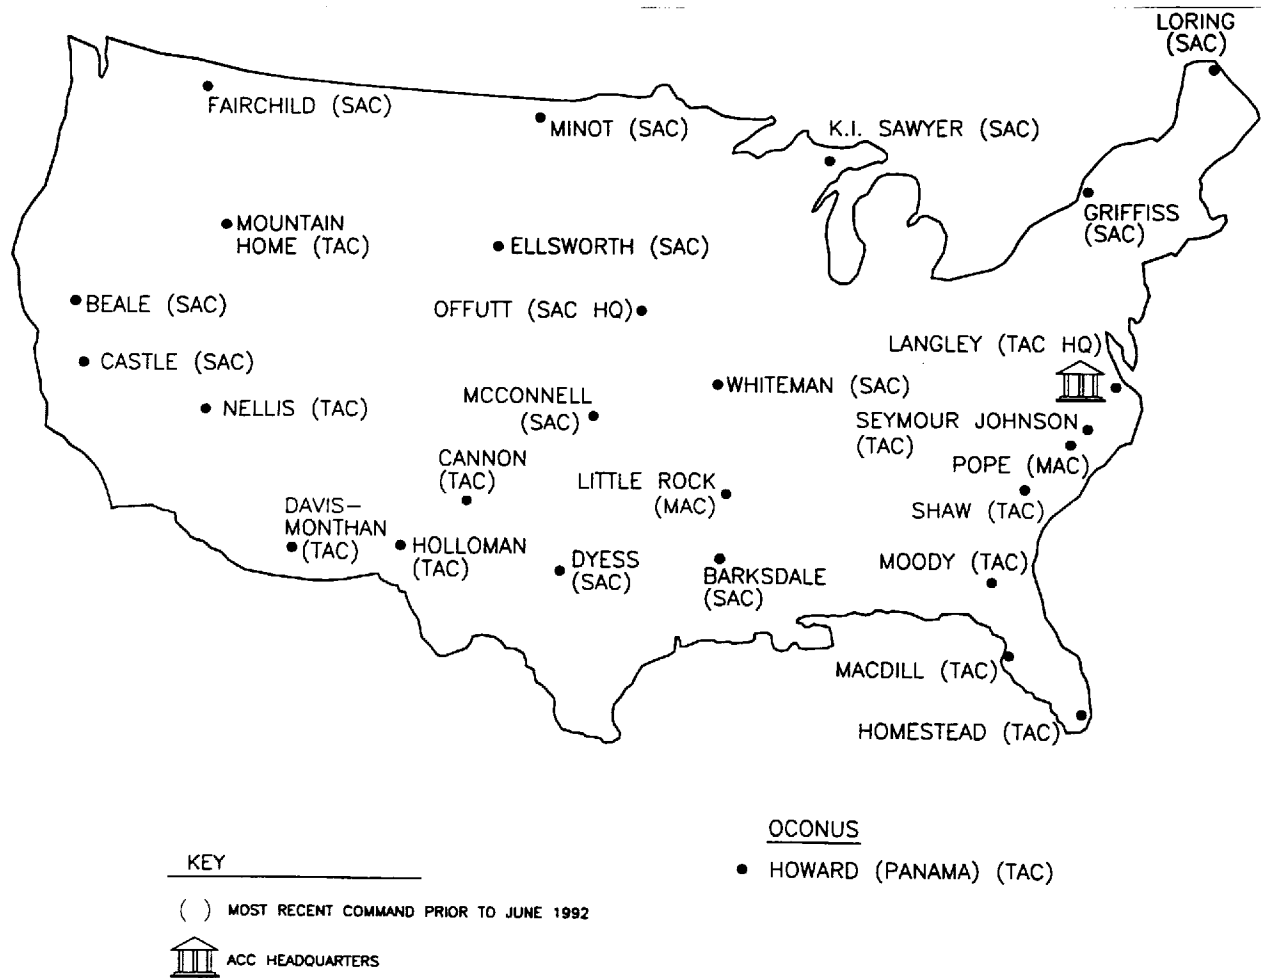 LORING
(SAC)
FAIRCHILD (SAC)
MINOT (SAC)
K.I. SAWYER (SAC)
GRIFFISS
(SAC)
MOUNTAIN
HOME (TAC)
ELLSWORTH (SAC)
BEALE (SAC)
OFFUTT (SAC HQ)
LANGLEY (TAC HQ)
CASTLE (SAC)
WHITEMAN (SAC)
NELLIS (TAC)
MCCONNELL
(SAC)
SEYMOUR JOHNSON
(TAC)
POPE (MAC)
CANNON
(TAC)
LITTLE ROCK
(MAC)
SHAW (TAC)
DAVIS-
MONTHAN
(TAC)
HOLLOMAN
(TAC)
DYESS
(SAC)
BARKSDALE
(SAC)
MOODY (TAC)
MACDILL (TAC)
HOMESTEAD (TAC)
OCONUS
HOWARD (PANAMA) (TAC)
KEY
( ) MOST RECENT COMMAND PRIOR TO JUNE 1992
ACC HEADQUARTERS